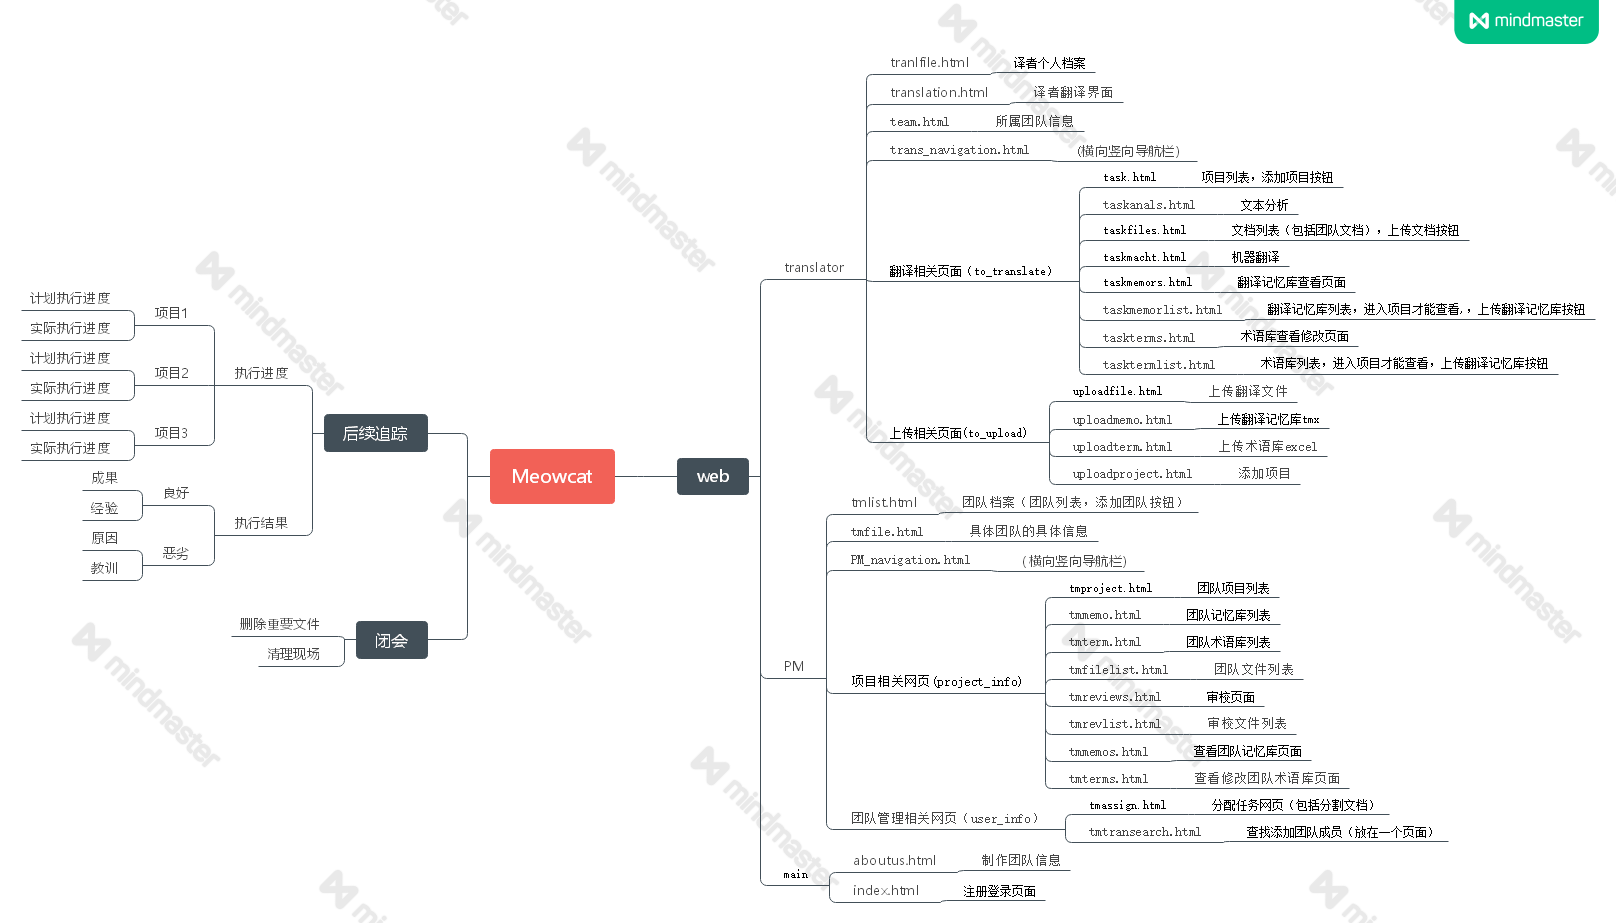 mindmaster
Meowcat
web
translator
tranlfile.html 译者个人档案
translation.html 译者翻译界面
team.html 所属团队信息
trans_navigation.html (横向竖向导航栏)
翻译相关页面（to_translate）
task.html 项目列表，添加项目按钮
taskanals.html 文本分析
taskfiles.html 文档列表（包括团队文档），上传文档按钮
taskmacht.html 机器翻译
taskmemors.html 翻译记忆库查看页面
taskmemorlist.html 翻译记忆库列表，进入项目才能查看,，上传翻译记忆库按钮
taskterms.html 术语库查看修改页面
tasktermlist.html 术语库列表，进入项目才能查看，上传翻译记忆库按钮
上传相关页面(to_upload)
uploadfile.html 上传翻译文件
uploadmemo.html 上传翻译记忆库tmx
uploadterm.html 上传术语库excel
uploadproject.html 添加项目
PM
tmlist.html 团队档案（团队列表，添加团队按钮）
tmfile.html 具体团队的具体信息
PM_navigation.html （横向竖向导航栏)
项目相关网页(project_info)
tmproject.html 团队项目列表
tmmemo.html 团队记忆库列表
tmterm.html 团队术语库列表
tmfilelist.html 团队文件列表
tmreviews.html 审校页面
tmrevlist.html 审校文件列表
tmmemos.html 查看团队记忆库页面
tmterms.html 查看修改团队术语库页面
团队管理相关网页（user_info）
tmassign.html 分配任务网页（包括分割文档）
tmtransearch.html 查找添加团队成员（放在一个页面）
main
aboutus.html 制作团队信息
index.html 注册登录页面
后续追踪
执行进度
项目1
计划执行进度
实际执行进度
项目2
计划执行进度
实际执行进度
项目3
计划执行进度
实际执行进度
执行结果
良好
成果
经验
恶劣
原因
教训
闭会
删除重要文件
清理现场